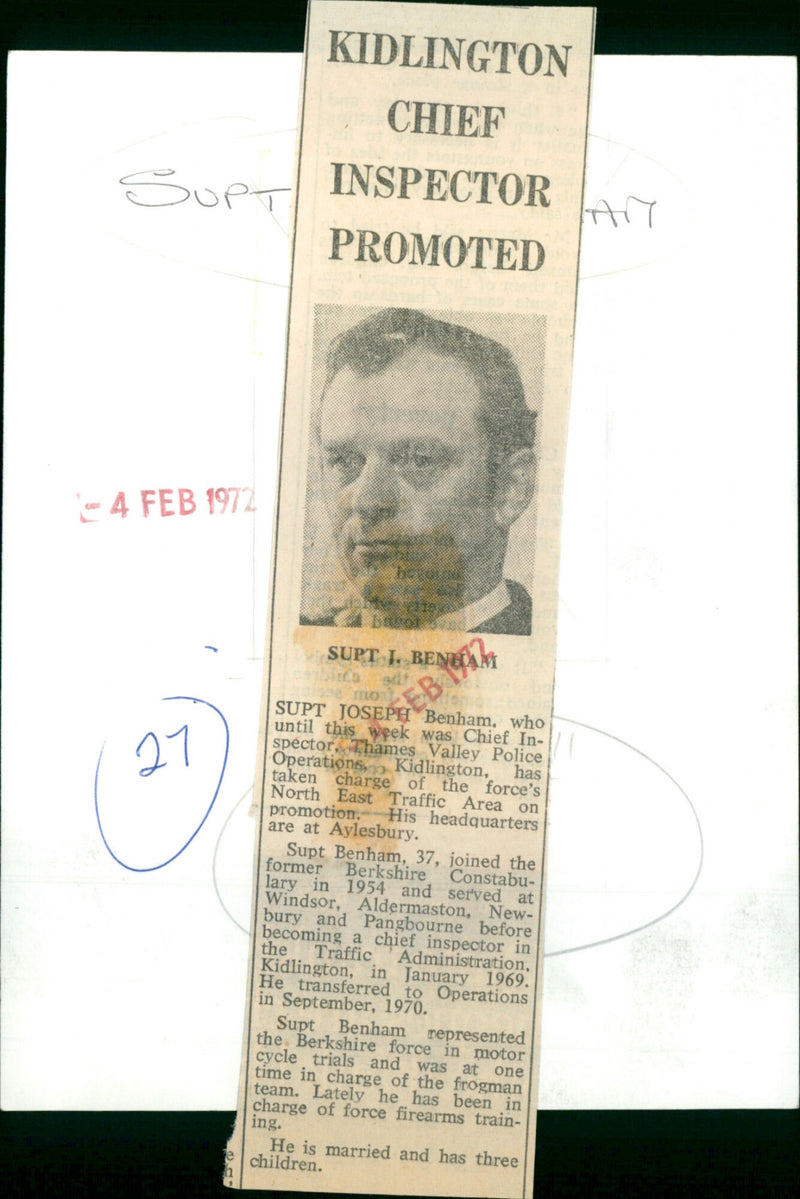 KIDLINGTON
CHIEF
INSPECTOR
PROMOTED
SUPT
AM
- 4 FEB 1972
SUPT J. BENHAM
4 FEB 1972
27
SUPT JOSEPH Benham, who
until this week was Chief In-
spector, Thames Valley Police
Operations, Kidlington, has
taken charge of the force's
North East Traffic Area on
promotion. His headquarters
are at Aylesbury.
Supt Benham, 37, joined the
former Berkshire Constabu-
lary in 1954 and served at
Windsor, Aldermaston, New-
bury and Pangbourne before
becoming a chief inspector in
the Traffic Administration,
Kidlington, in January 1969.
He transferred to Operations
in September, 1970.
Supt Benham represented
the Berkshire force in motor
cycle trials and was at one
time in charge of the frogman
team. Lately he has been in
charge of force firearms train-
ing.
He is married and has three
children.